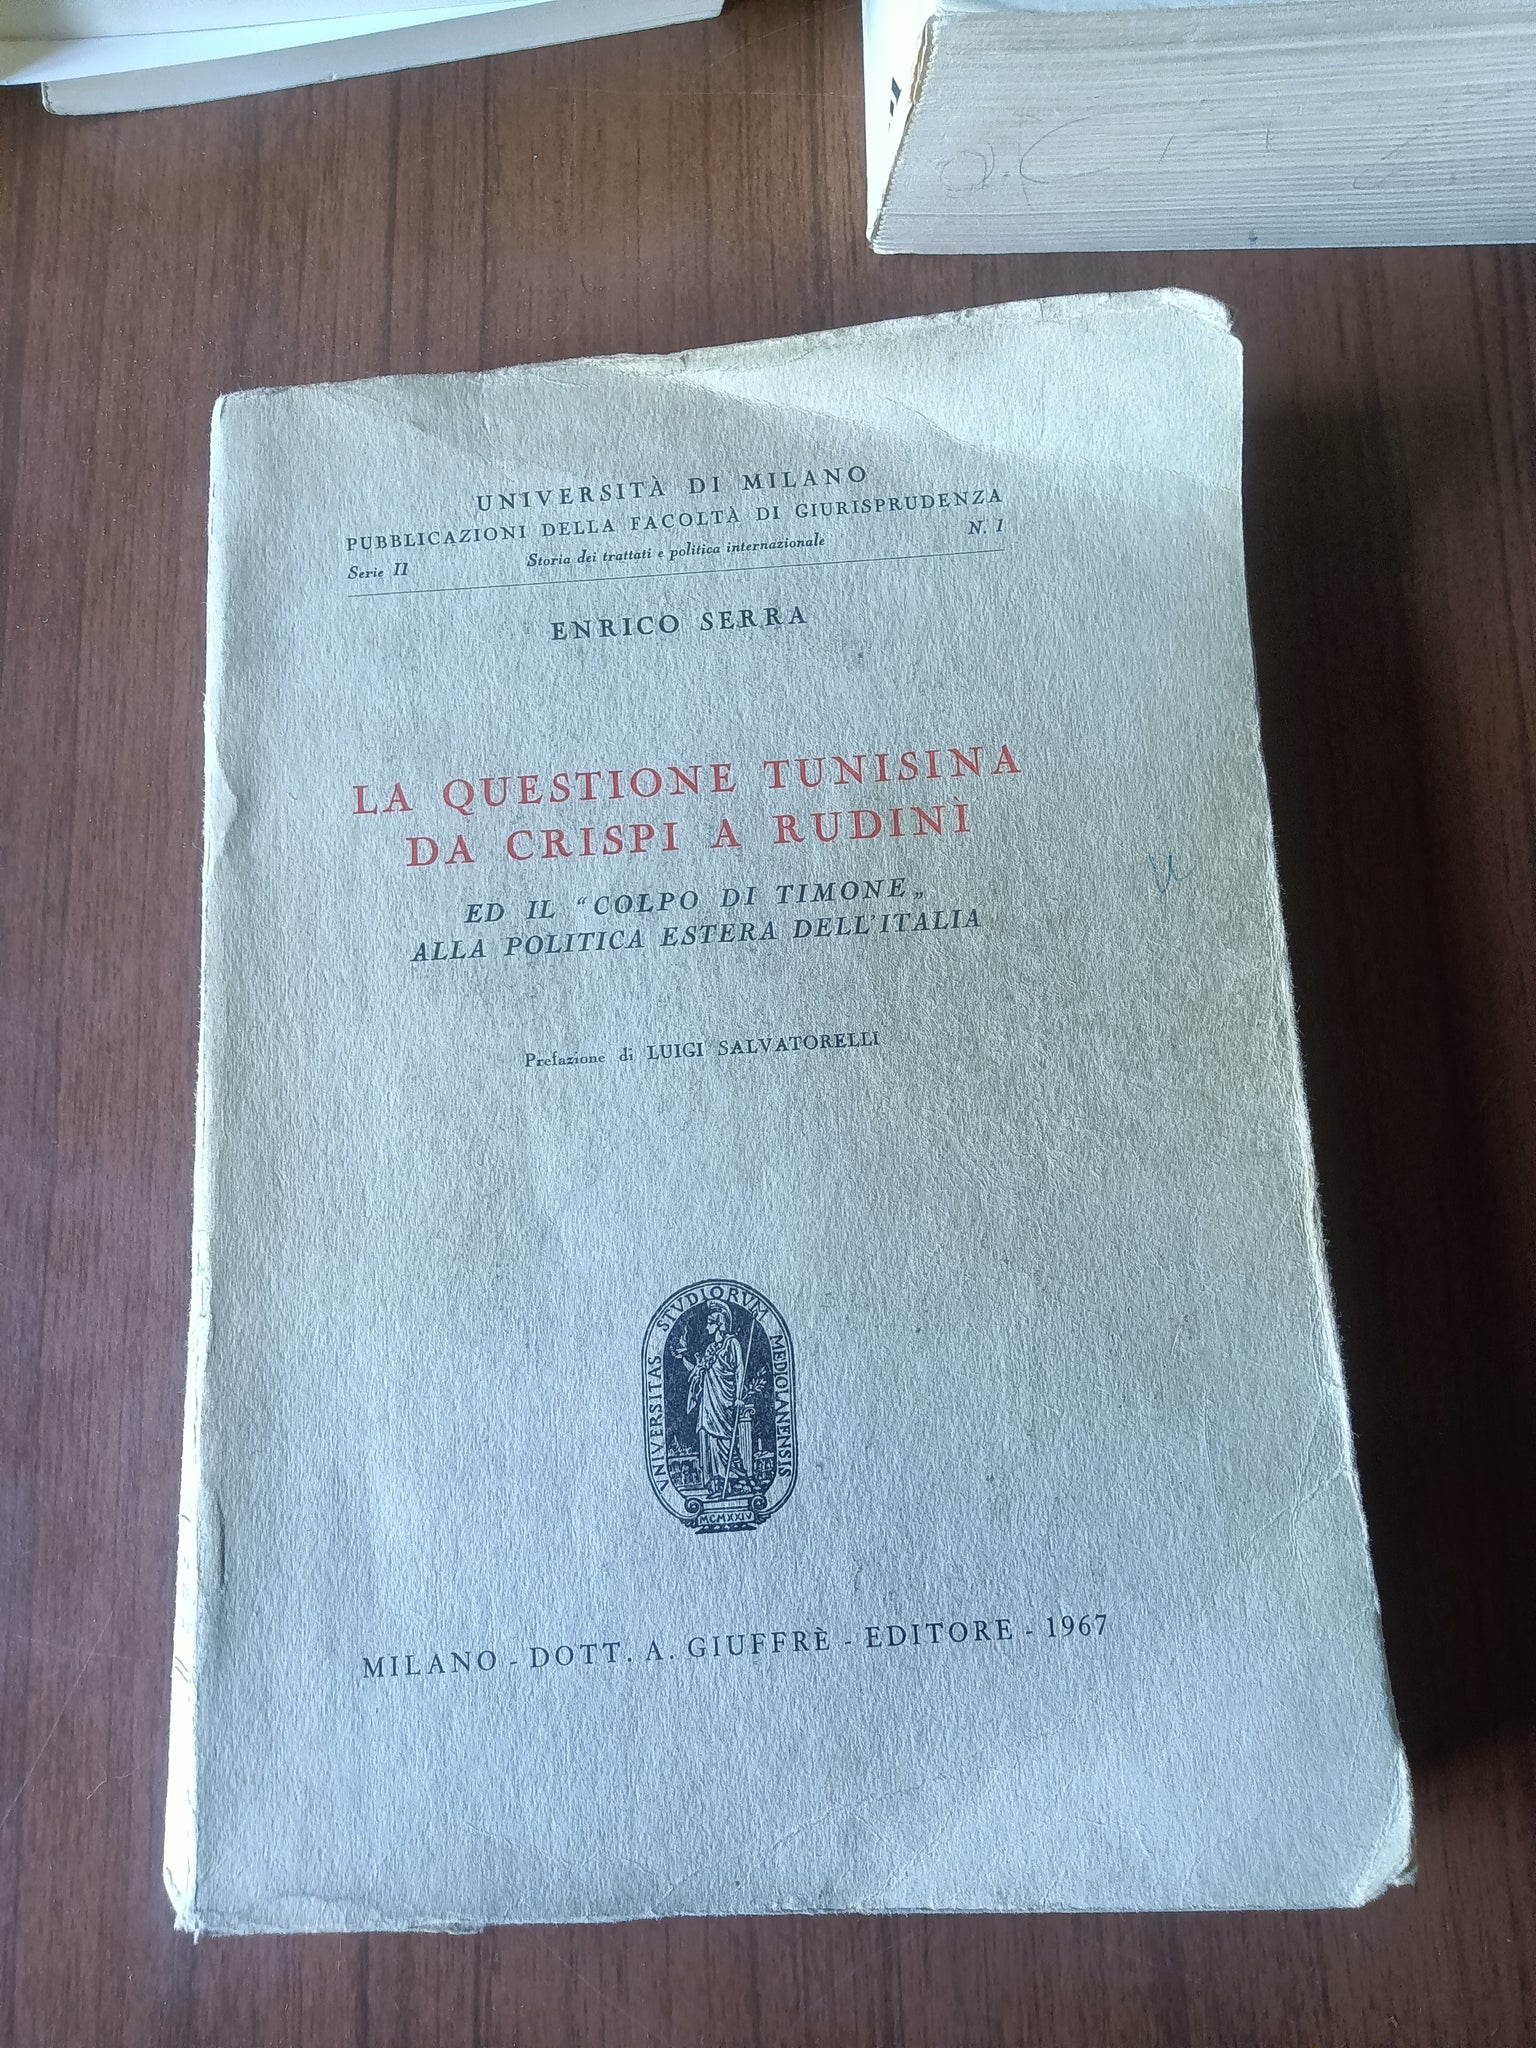 UNIVERSITÀ DI MILANO
PUBBLICAZIONI DELLA FACOLTÀ DI GIURISPRUDENZA
Serie II Storia dei trattati e politica internazionale N. 1
ENRICO SERRA
LA QUESTIONE TUNISINA
DA CRISPI A RUDINÌ
ED IL “COLPO DI TIMONE„
ALLA POLITICA ESTERA DELL'ITALIA
Prefazione di LUIGI SALVATORELLI
VNIVERSITAS STVDIORVM MEDIOLANENSIS
MCMXXIV
MILANO - DOTT. A. GIUFFRÈ - EDITORE - 1967